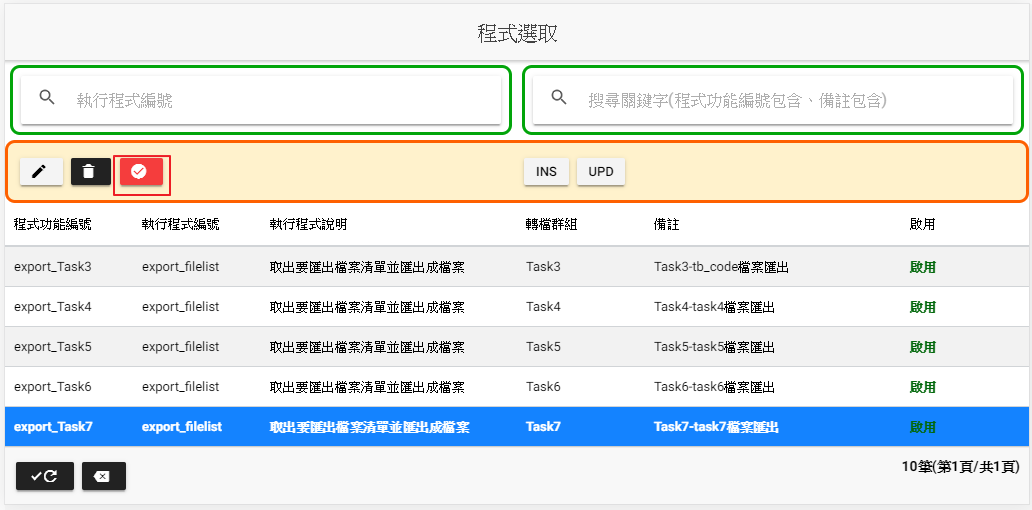 程式選取
執行程式編號
搜尋關鍵字(程式功能編號包含、備註包含)
INS UPD
程式功能編號 執行程式編號 執行程式說明 轉檔群組 備註 啟用
export_Task3 export_filelist 取出要匯出檔案清單並匯出成檔案 Task3 Task3-tb_code檔案匯出 啟用
export_Task4 export_filelist 取出要匯出檔案清單並匯出成檔案 Task4 Task4-task4檔案匯出 啟用
export_Task5 export_filelist 取出要匯出檔案清單並匯出成檔案 Task5 Task5-task5檔案匯出 啟用
export_Task6 export_filelist 取出要匯出檔案清單並匯出成檔案 Task6 Task6-task6檔案匯出 啟用
export_Task7 export_filelist 取出要匯出檔案清單並匯出成檔案 Task7 Task7-task7檔案匯出 啟用
10筆(第1頁/共1頁)